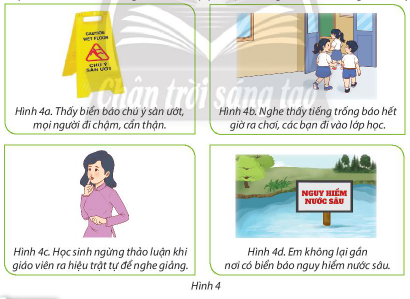 CAUTION
WET FLOOR
CHÚ Ý
SÀN ƯỚT
Chân trời sáng tạo
Hình 4a. Thấy biển báo chú ý sàn ướt,
mọi người đi chậm, cẩn thận.
Hình 4b. Nghe thấy tiếng trống báo hết
giờ ra chơi, các bạn đi vào lớp học.
NGUY HIỂM
NƯỚC SÂU
Hình 4c. Học sinh ngừng thảo luận khi
giáo viên ra hiệu trật tự để nghe giảng.
Hình 4d. Em không lại gần
nơi có biển báo nguy hiểm nước sâu.
Hình 4